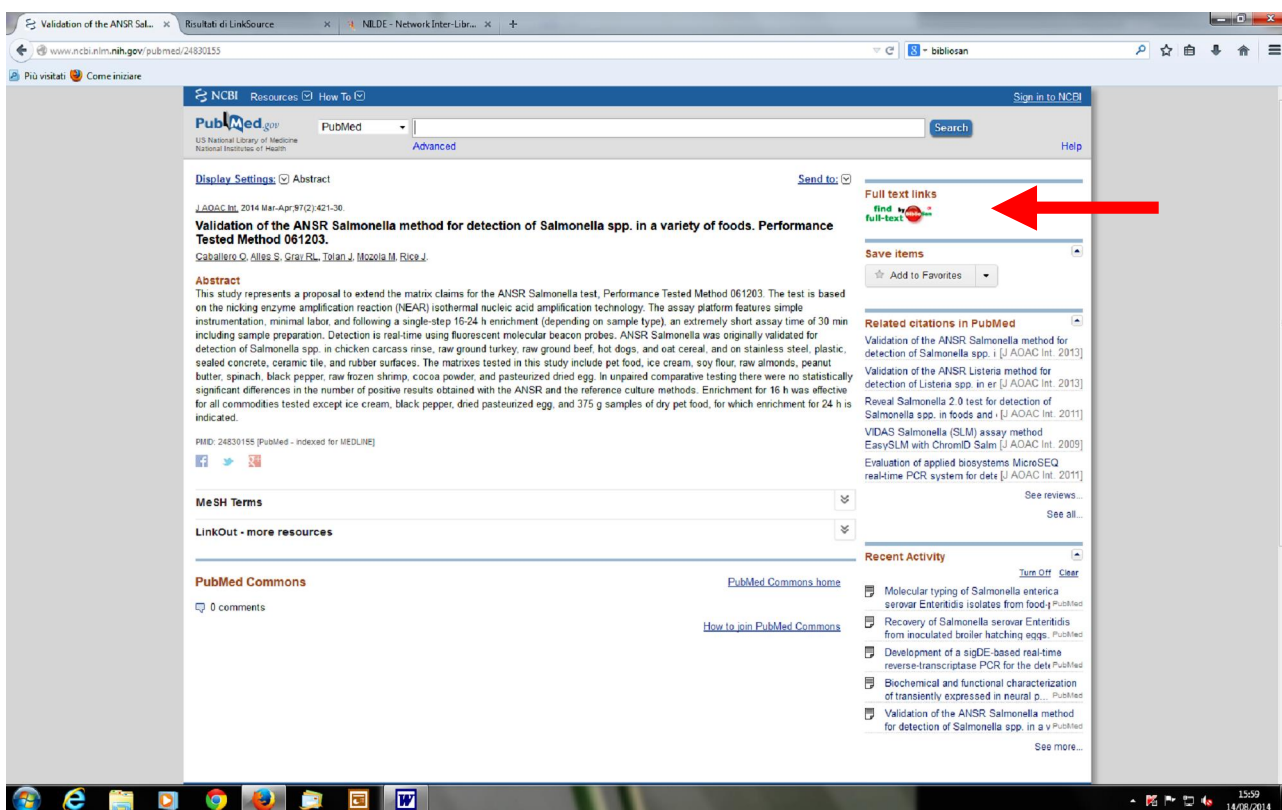 Validation of the ANSR Sal... ×
Risultati di LinkSource ×
NILDE - Network Inter-Libr... × +
www.ncbi.nlm.nih.gov/pubmed/24830155
bibliosan
Più visitati Come iniziare
NCBI Resources How To
Sign in to NCBI
PubMed.gov
US National Library of Medicine
National Institutes of Health
PubMed
Search
Advanced
Help
Display Settings: Abstract
Send to:
J AOAC Int. 2014 Mar-Apr;97(2):421-30.
Validation of the ANSR Salmonella method for detection of Salmonella spp. in a variety of foods. Performance
Tested Method 061203.
Caballero O, Alles S, Gray RL, Tolan J, Mozola M, Rice J.
Abstract
This study represents a proposal to extend the matrix claims for the ANSR Salmonella test, Performance Tested Method 061203. The test is based
on the nicking enzyme amplification reaction (NEAR) isothermal nucleic acid amplification technology. The assay platform features simple
instrumentation, minimal labor, and following a single-step 16-24 h enrichment (depending on sample type), an extremely short assay time of 30 min
including sample preparation. Detection is real-time using fluorescent molecular beacon probes. ANSR Salmonella was originally validated for
detection of Salmonella spp. in chicken carcass rinse, raw ground turkey, raw ground beef, hot dogs, and oat cereal, and on stainless steel, plastic,
sealed concrete, ceramic tile, and rubber surfaces. The matrixes tested in this study include pet food, ice cream, soy flour, raw almonds, peanut
butter, spinach, black pepper, raw frozen shrimp, cocoa powder, and pasteurized dried egg. In unpaired comparative testing there were no statistically
significant differences in the number of positive results obtained with the ANSR and the reference culture methods. Enrichment for 16 h was effective
for all commodities tested except ice cream, black pepper, dried pasteurized egg, and 375 g samples of dry pet food, for which enrichment for 24 h is
indicated.
PMID: 24830155 [PubMed - indexed for MEDLINE]
MeSH Terms
LinkOut - more resources
PubMed Commons
PubMed Commons home
0 comments
How to join PubMed Commons
Full text links
find by
full-text
Save items
Add to Favorites
Related citations in PubMed
Validation of the ANSR Salmonella method for
detection of Salmonella spp. i [J AOAC Int. 2013]
Validation of the ANSR Listeria method for
detection of Listeria spp. in er [J AOAC Int. 2013]
Reveal Salmonella 2.0 test for detection of
Salmonella spp. in foods and [J AOAC Int. 2011]
VIDAS Salmonella (SLM) assay method
EasySLM with ChromID Salm [J AOAC Int. 2009]
Evaluation of applied biosystems MicroSEQ
real-time PCR system for dete [J AOAC Int. 2011]
See reviews...
See all...
Recent Activity
Turn Off Clear
Molecular typing of Salmonella enterica
serovar Enteritidis isolates from food-p PubMed
Recovery of Salmonella serovar Enteritidis
from inoculated broiler hatching eggs. PubMed
Development of a sigDE-based real-time
reverse-transcriptase PCR for the dete PubMed
Biochemical and functional characterization
of transiently expressed in neural p... PubMed
Validation of the ANSR Salmonella method
for detection of Salmonella spp. in a v PubMed
See more...
15:59
14/08/2014